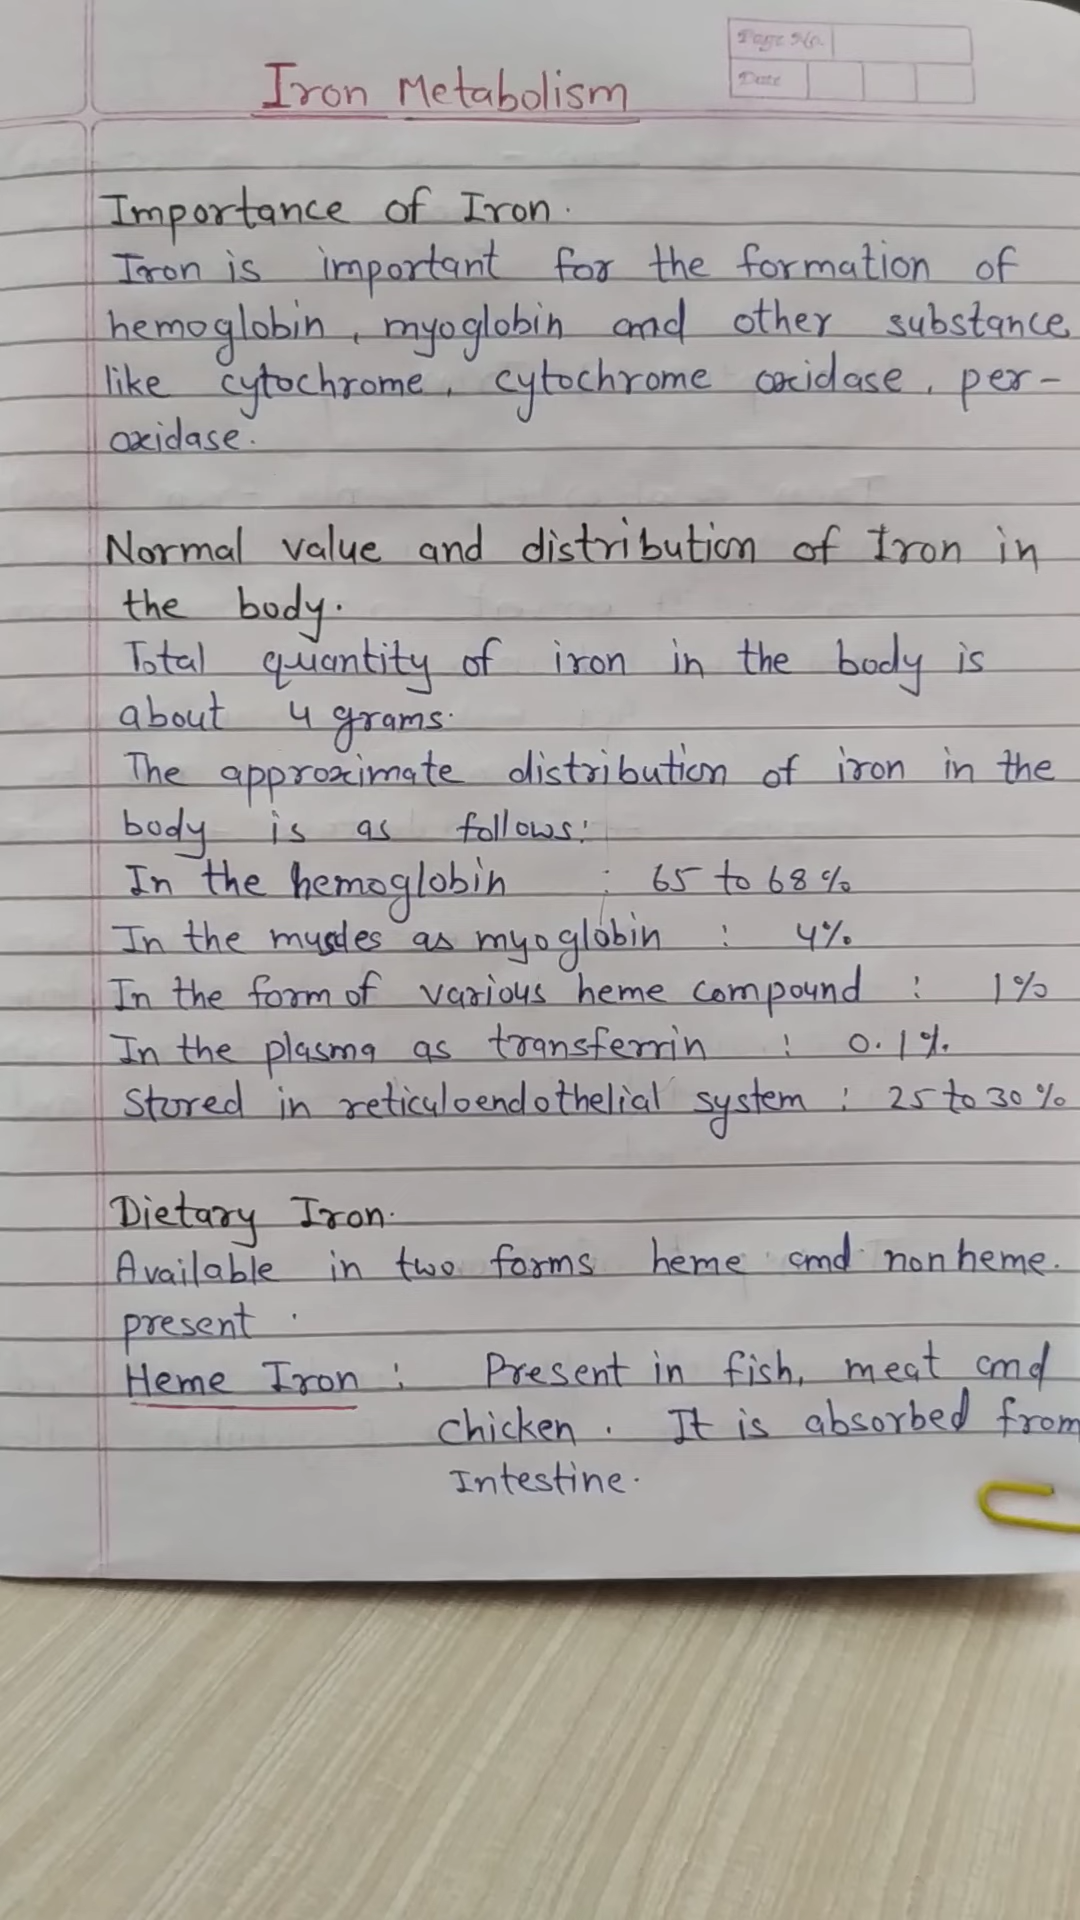 Page No.
Date
Iron Metabolism
Importance of Iron.
Iron is important for the formation of
hemoglobin, myoglobin and other substance
like cytochrome, cytochrome oxidase, per-
oxidase.
Normal value and distribution of Iron in
the body.
Total quantity of iron in the body is
about 4 grams.
The approximate distribution of iron in the
body is as follows:
In the hemoglobin : 65 to 68%
In the muscles as myoglobin : 4%
In the form of various heme compound : 1%
In the plasma as transferrin : 0.1%
Stored in reticuloendothelial system : 25 to 30%
Dietary Iron.
Available in two forms heme and nonheme.
present.
Heme Iron : Present in fish, meat and
chicken. It is absorbed from
Intestine.